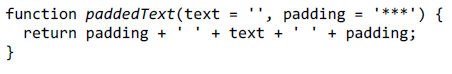 function paddedText(text = '', padding = '***') {
  return padding + ' ' + text + ' ' + padding;
}